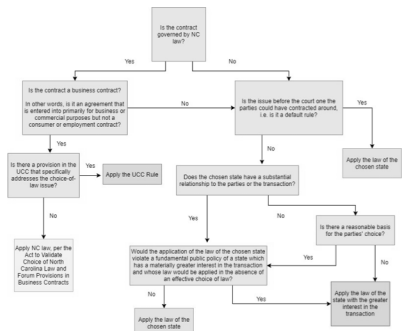 Is the contract
governed by NC
law?
Yes
No
Is the contract a business contract?
In other words, is it an agreement that
is entered into primarily for business or
commercial purposes but not a
consumer or employment contract?
No
Is the issue before the court one the
parties could have contracted around,
i.e. is it a default rule?
Yes
No
Yes
Is there a provision in the
UCC that specifically
addresses the choice-of-
law issue?
Yes
Apply the UCC Rule
Does the chosen state have a substantial
relationship to the parties or the transaction?
Apply the law of the
chosen state
No
Yes
No
Apply NC law, per the
Act to Validate
Choice of North
Carolina Law and
Forum Provisions in
Business Contracts
Would the application of the law of the chosen state
violate a fundamental public policy of a state which
has a materially greater interest in the transaction
and whose law would be applied in the absence of
an effective choice of law?
Is there a reasonable basis
for the parties' choice?
Yes
No
No
Yes
Apply the law of the
chosen state
Apply the law of the
state with the greater
interest in the
transaction